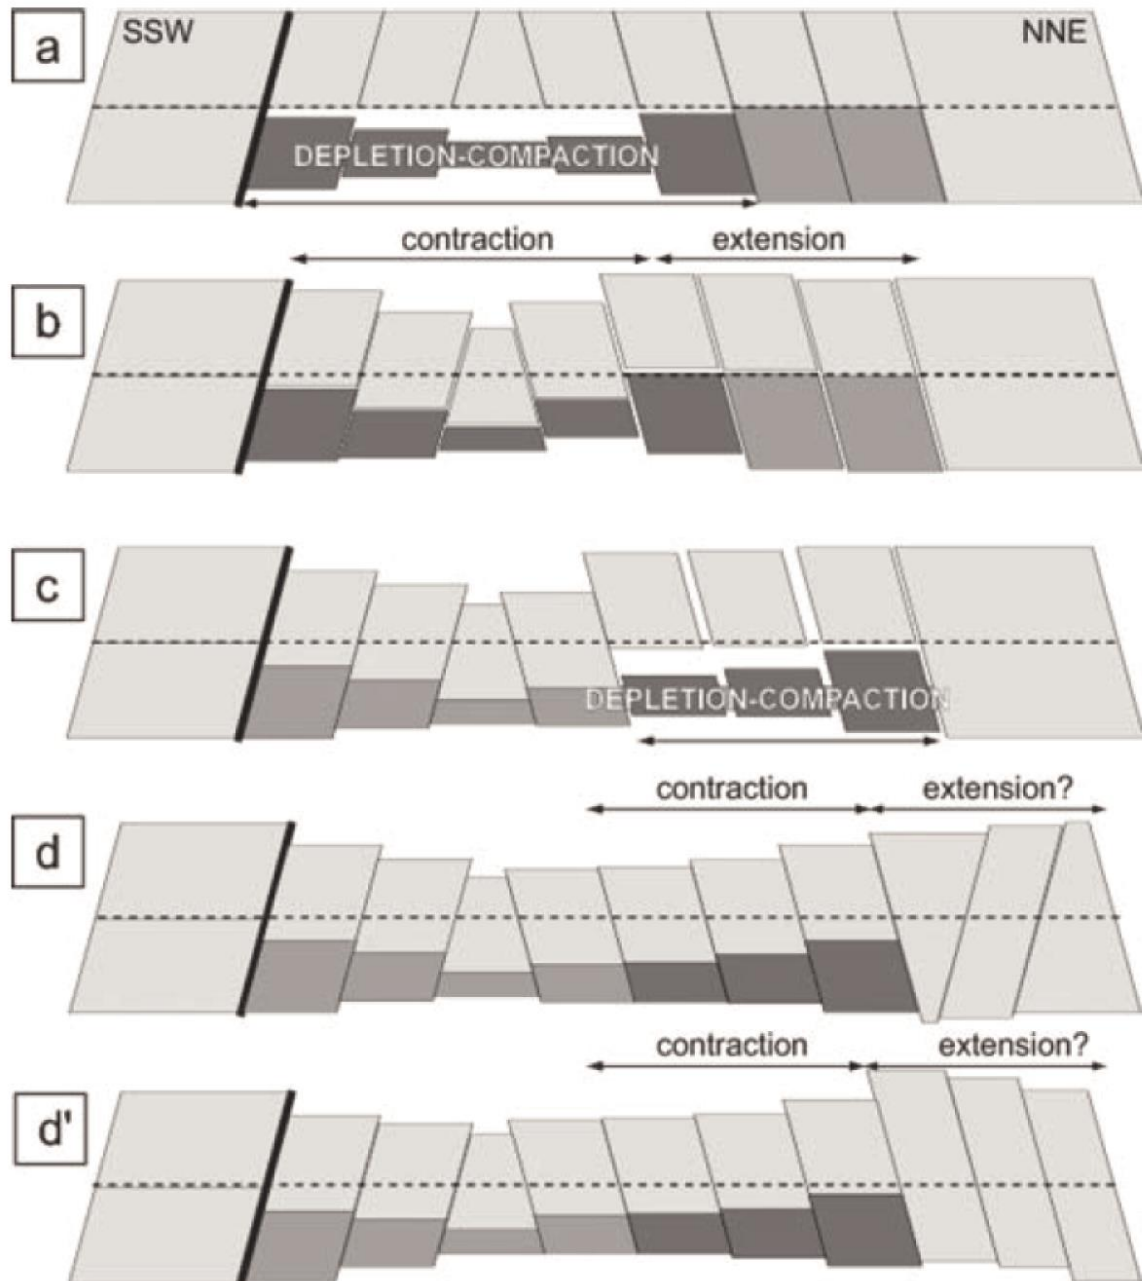 a
SSW NNE
DEPLETION-COMPACTION
contraction extension
b
c
DEPLETION-COMPACTION
contraction extension?
d
contraction extension?
d'